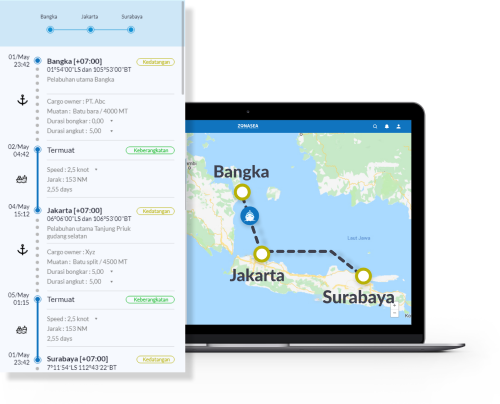 Bangka Jakarta Surabaya
01/May 23:42
Bangka [+07:00] Kedatangan
01°54'00"LS dan 105°53'00"BT
Pelabuhan utama Bangka
Cargo owner : PT. Abc
Muatan : Batu bara / 4000 MT
Durasi bongkar : 0,00
Durasi angkut : 5,00
02/May 04:42
Termuat Keberangkatan
Speed : 2,5 knot
Jarak : 153 NM
2,55 days
04/May 15:12
Jakarta [+07:00] Kedatangan
06°06'00"LS 106°53'00"BT
Pelabuhan utama Tanjung Priuk
gudang selatan
Cargo owner : Xyz
Muatan : Batu split / 4500 MT
Durasi bongkar : 5,00
Durasi angkut : 5,00
05/May 01:15
Termuat Keberangkatan
Speed : 2,5 knot
Jarak : 153 NM
2,55 days
01/May 23:42
Surabaya [+07:00] Kedatangan
7°11'54"LS 112°43'22"BT
ZONASEA
Bangka
Laut Jawa
Jakarta
Surabaya